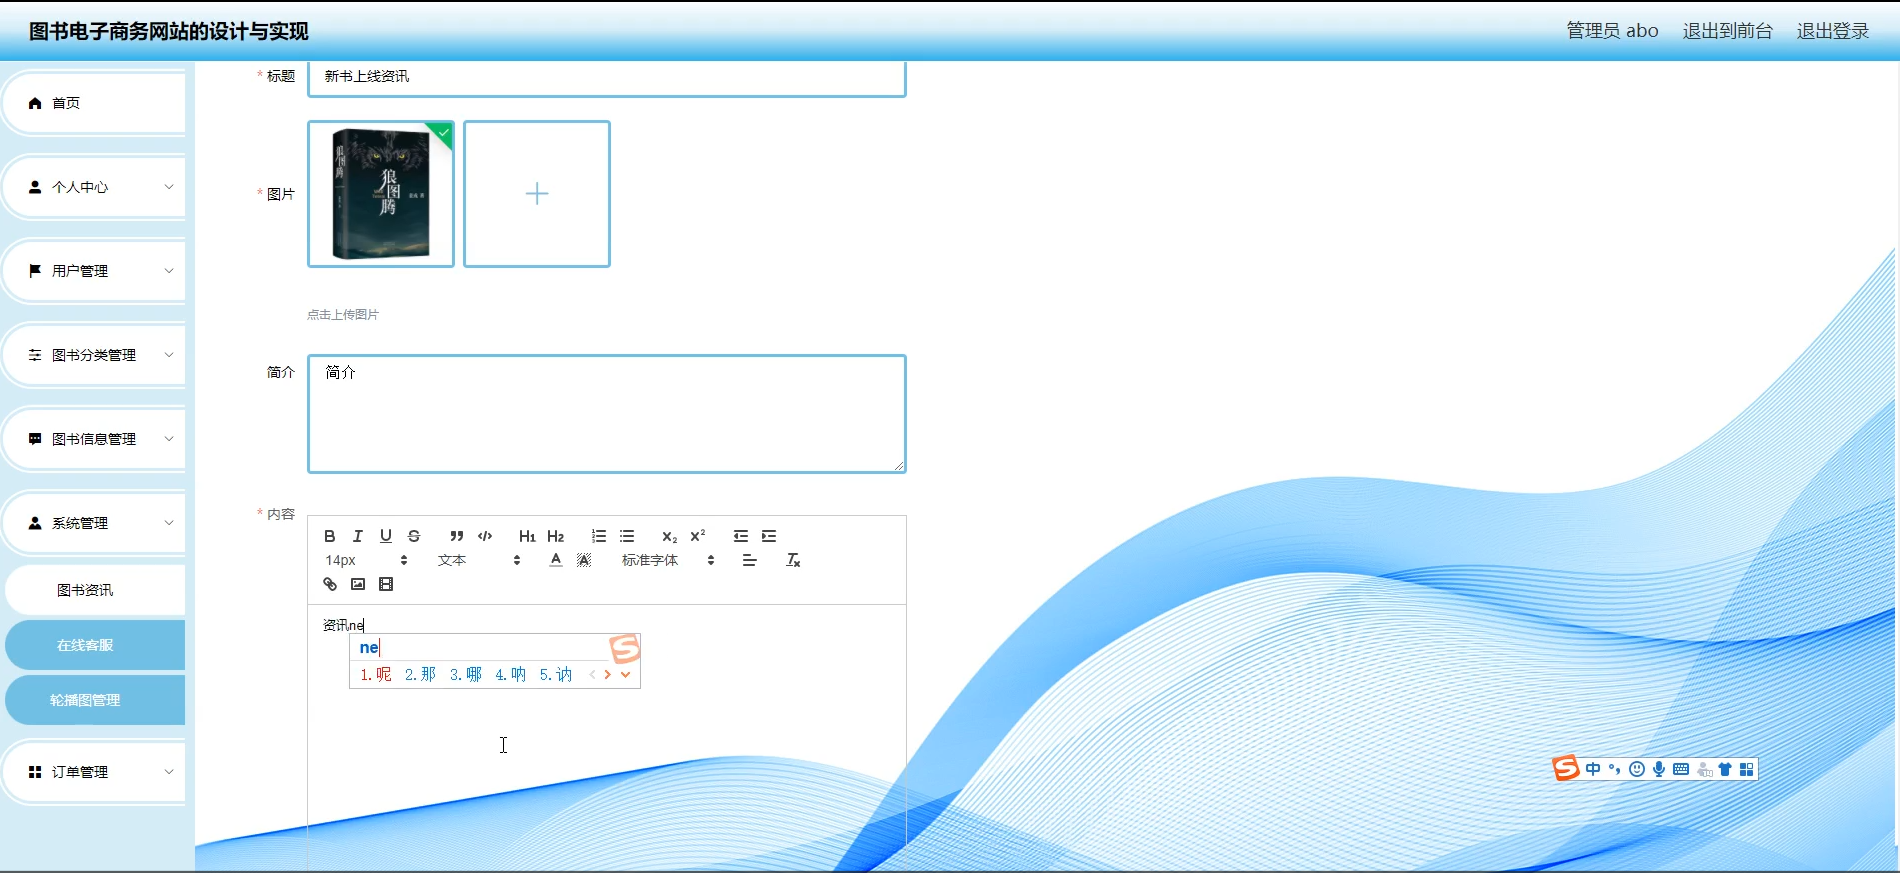 图书电子商务网站的设计与实现
管理员 abo 退出到前台 退出登录
首页
个人中心
用户管理
图书分类管理
图书信息管理
系统管理
图书资讯
在线客服
轮播图管理
订单管理
* 标题 新书上线资讯
* 图片
狼图腾
点击上传图片
简介 简介
* 内容
B I U S H1 H2 X2 X2
14px 文本 A A 标准字体 Tx
资讯ne
ne
1.呢 2.那 3.哪 4.呐 5.讷
S 中